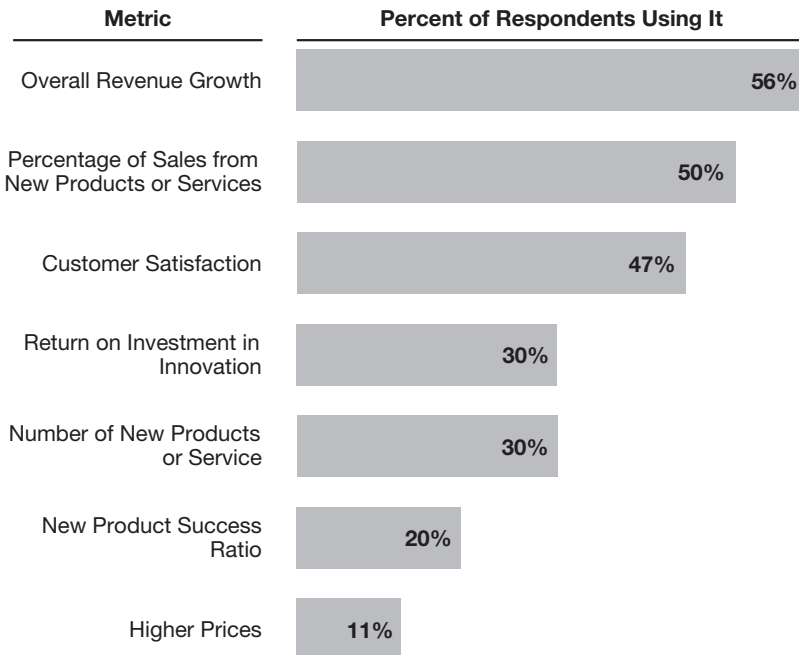 Metric
Percent of Respondents Using It
Overall Revenue Growth
56%
Percentage of Sales from
New Products or Services
50%
Customer Satisfaction
47%
Return on Investment in
Innovation
30%
Number of New Products
or Service
30%
New Product Success
Ratio
20%
Higher Prices
11%